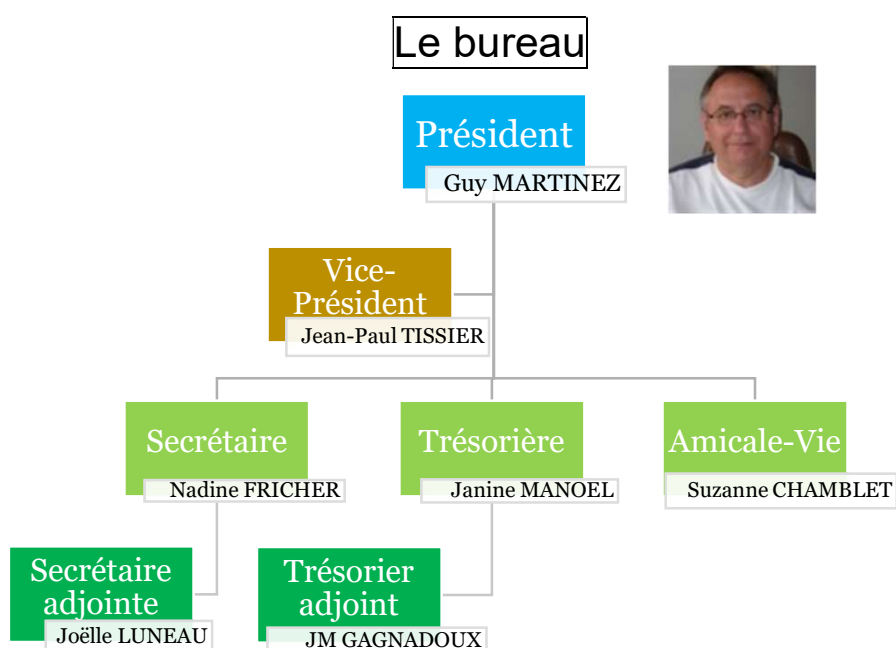 Le bureau
Président
Guy MARTINEZ
Vice-
Président
Jean-Paul TISSIER
Secrétaire
Nadine FRICHER
Trésorière
Janine MANOEL
Amicale-Vie
Suzanne CHAMBLET
Secrétaire
adjointe
Joëlle LUNEAU
Trésorier
adjoint
JM GAGNADOUX